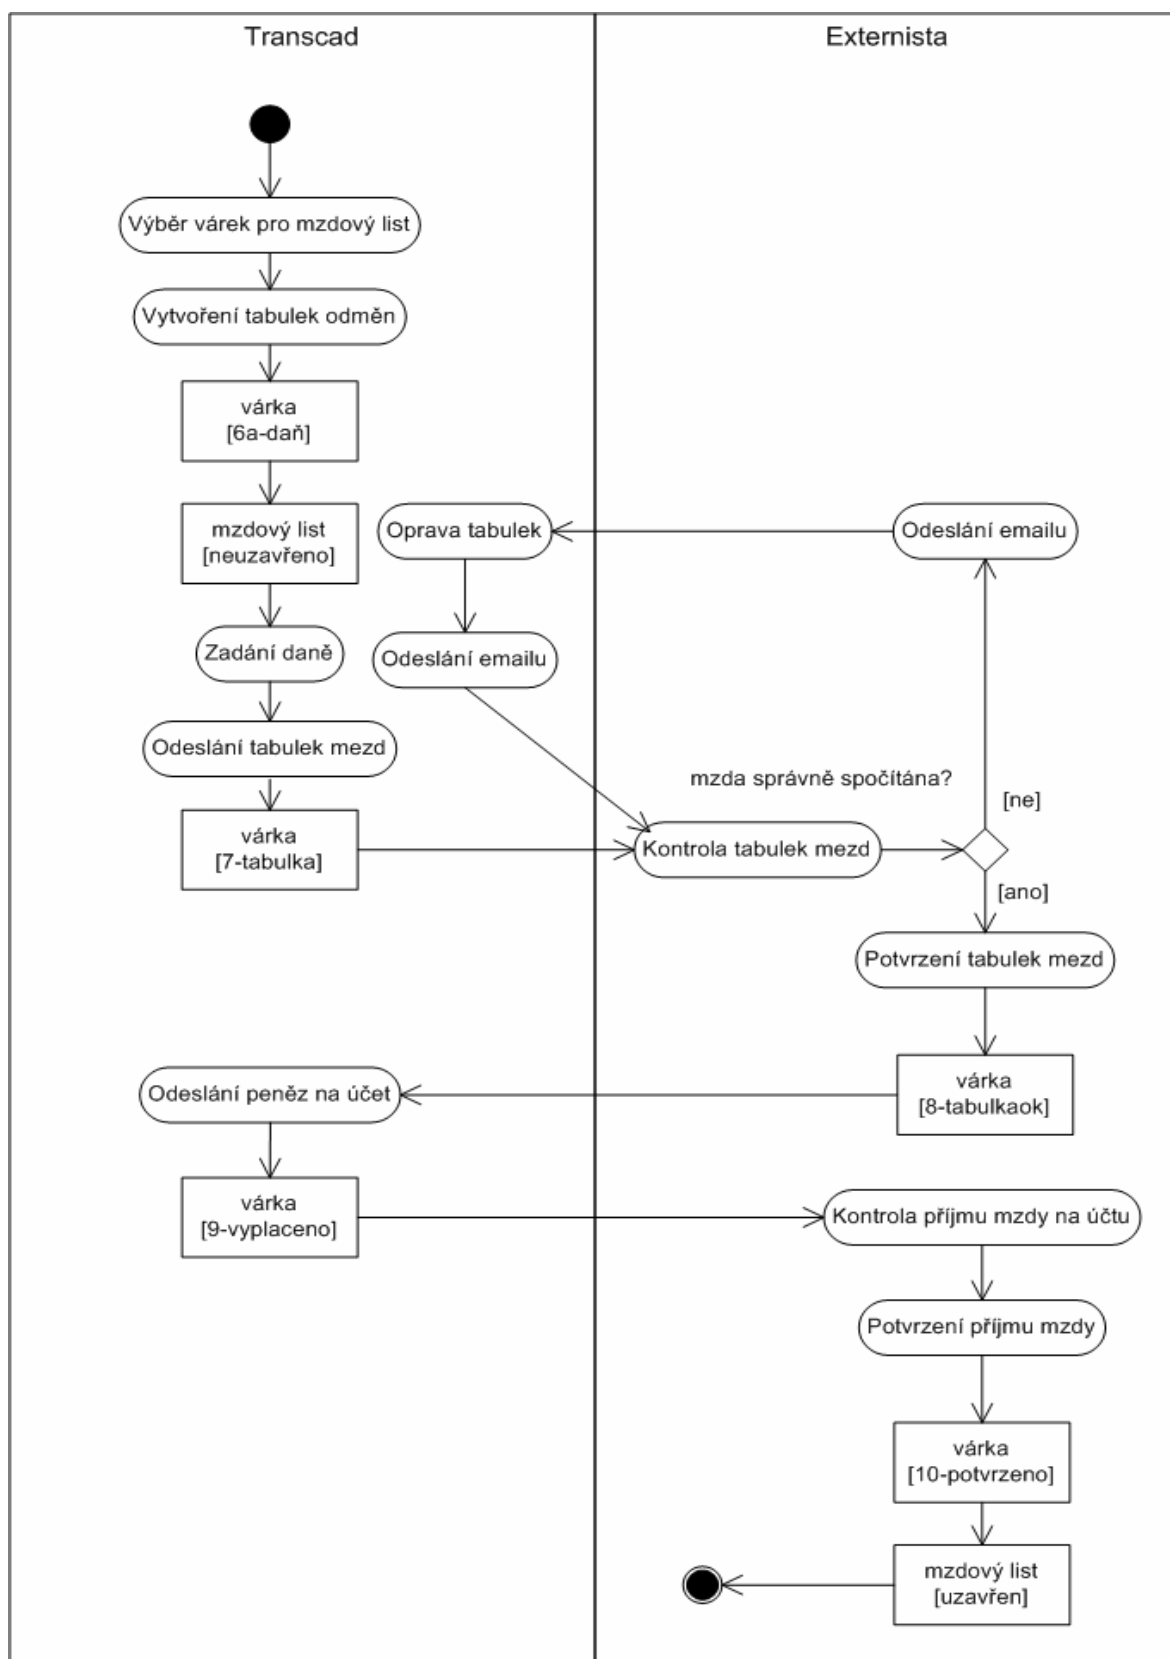 Transcad
Externista
Výběr várek pro mzdový list
Vytvoření tabulek odměn
várka
[6a-daň]
mzdový list
[neuzavřeno]
Oprava tabulek
Odeslání emailu
Zadání daně
Odeslání emailu
Odeslání tabulek mezd
mzda správně spočítána?
[ne]
várka
[7-tabulka]
Kontrola tabulek mezd
[ano]
Potvrzení tabulek mezd
Odeslání peněz na účet
várka
[8-tabulkaok]
várka
[9-vyplaceno]
Kontrola příjmu mzdy na účtu
Potvrzení příjmu mzdy
várka
[10-potvrzeno]
mzdový list
[uzavřen]